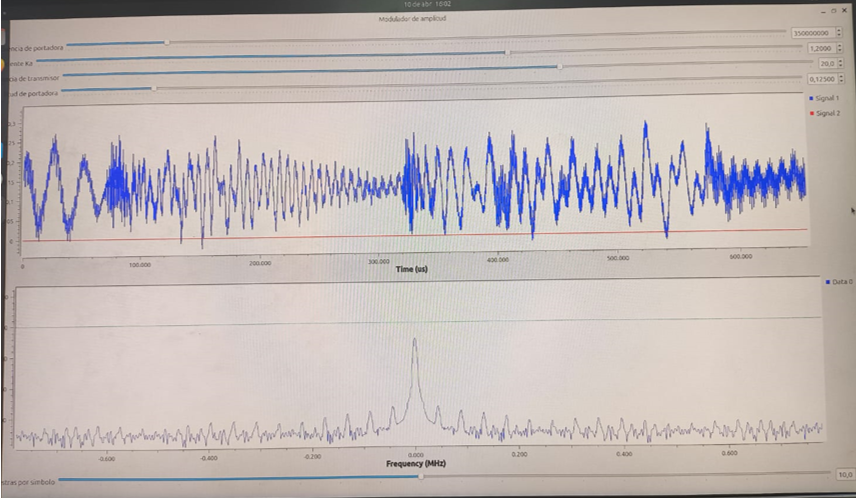 10 de abr 18:02
Modulador de amplitud
ncia de portadora
350000000
Ka
1,2000
cia de transmisor
20,0
ud de portadora
0,12500
Signal 1
Signal 2
0 100.000 200.000 300.000 400.000 500.000 600.000
Time (us)
Data 0
-0.600 -0.400 -0.200 0.000 0.200 0.400 0.600
Frequency (MHz)
stras por símbolo
10,0